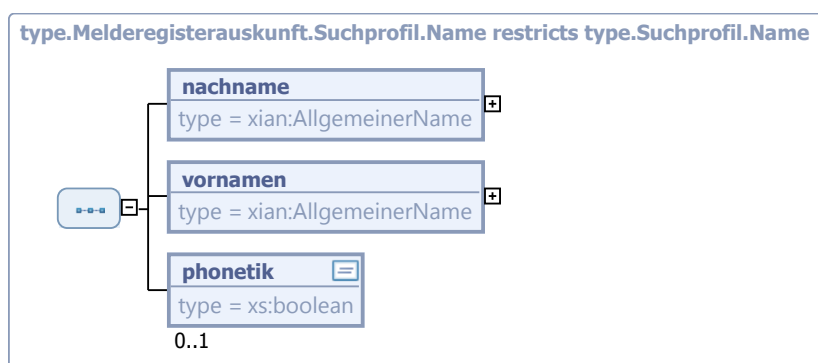 type.Melderegisterauskunft.Suchprofil.Name restricts type.Suchprofil.Name
nachname
type = xian:AllgemeinerName
vornamen
type = xian:AllgemeinerName
phonetik
type = xs:boolean
0..1